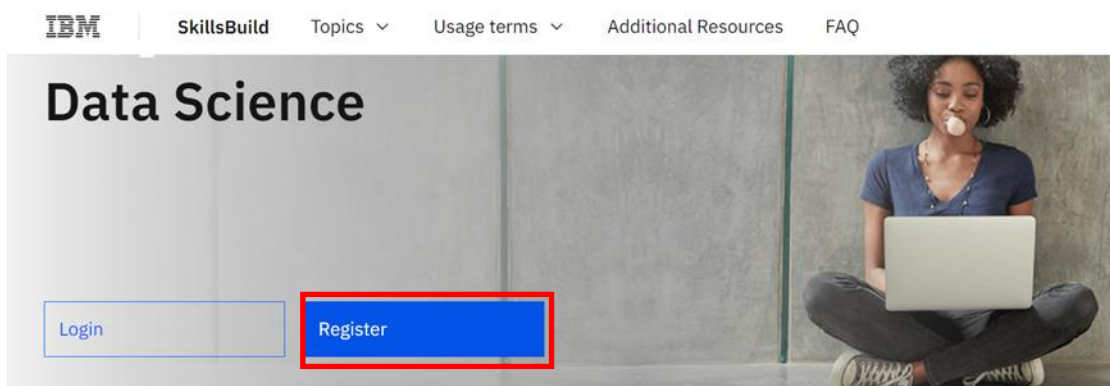 IBM SkillsBuild Topics Usage terms Additional Resources FAQ
Data Science
Login Register